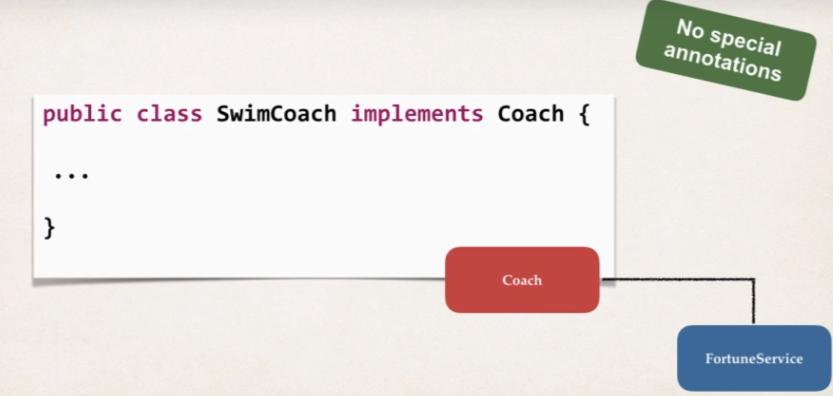 No special
annotations
public class SwimCoach implements Coach {
...
}
Coach
FortuneService